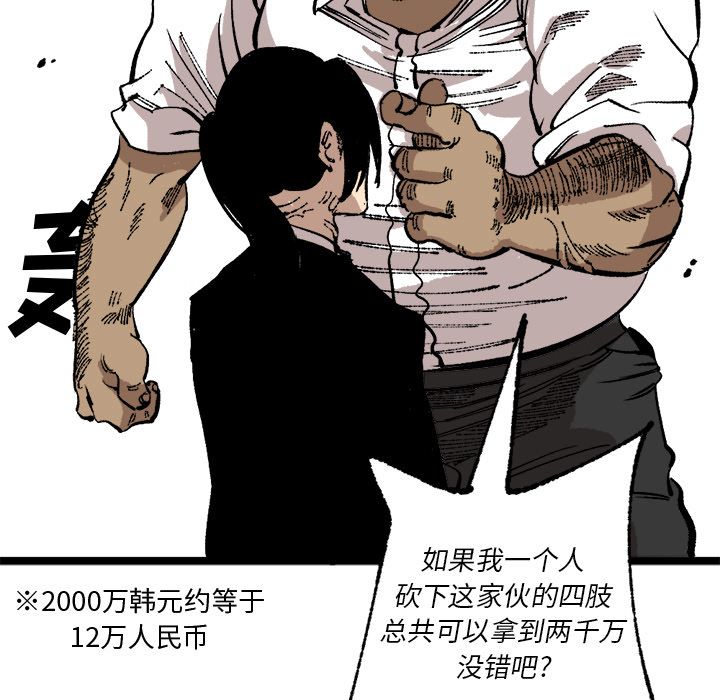 ※2000万韩元约等于
12万人民币
如果我一个人
砍下这家伙的四肢
总共可以拿到两千万
没错吧?